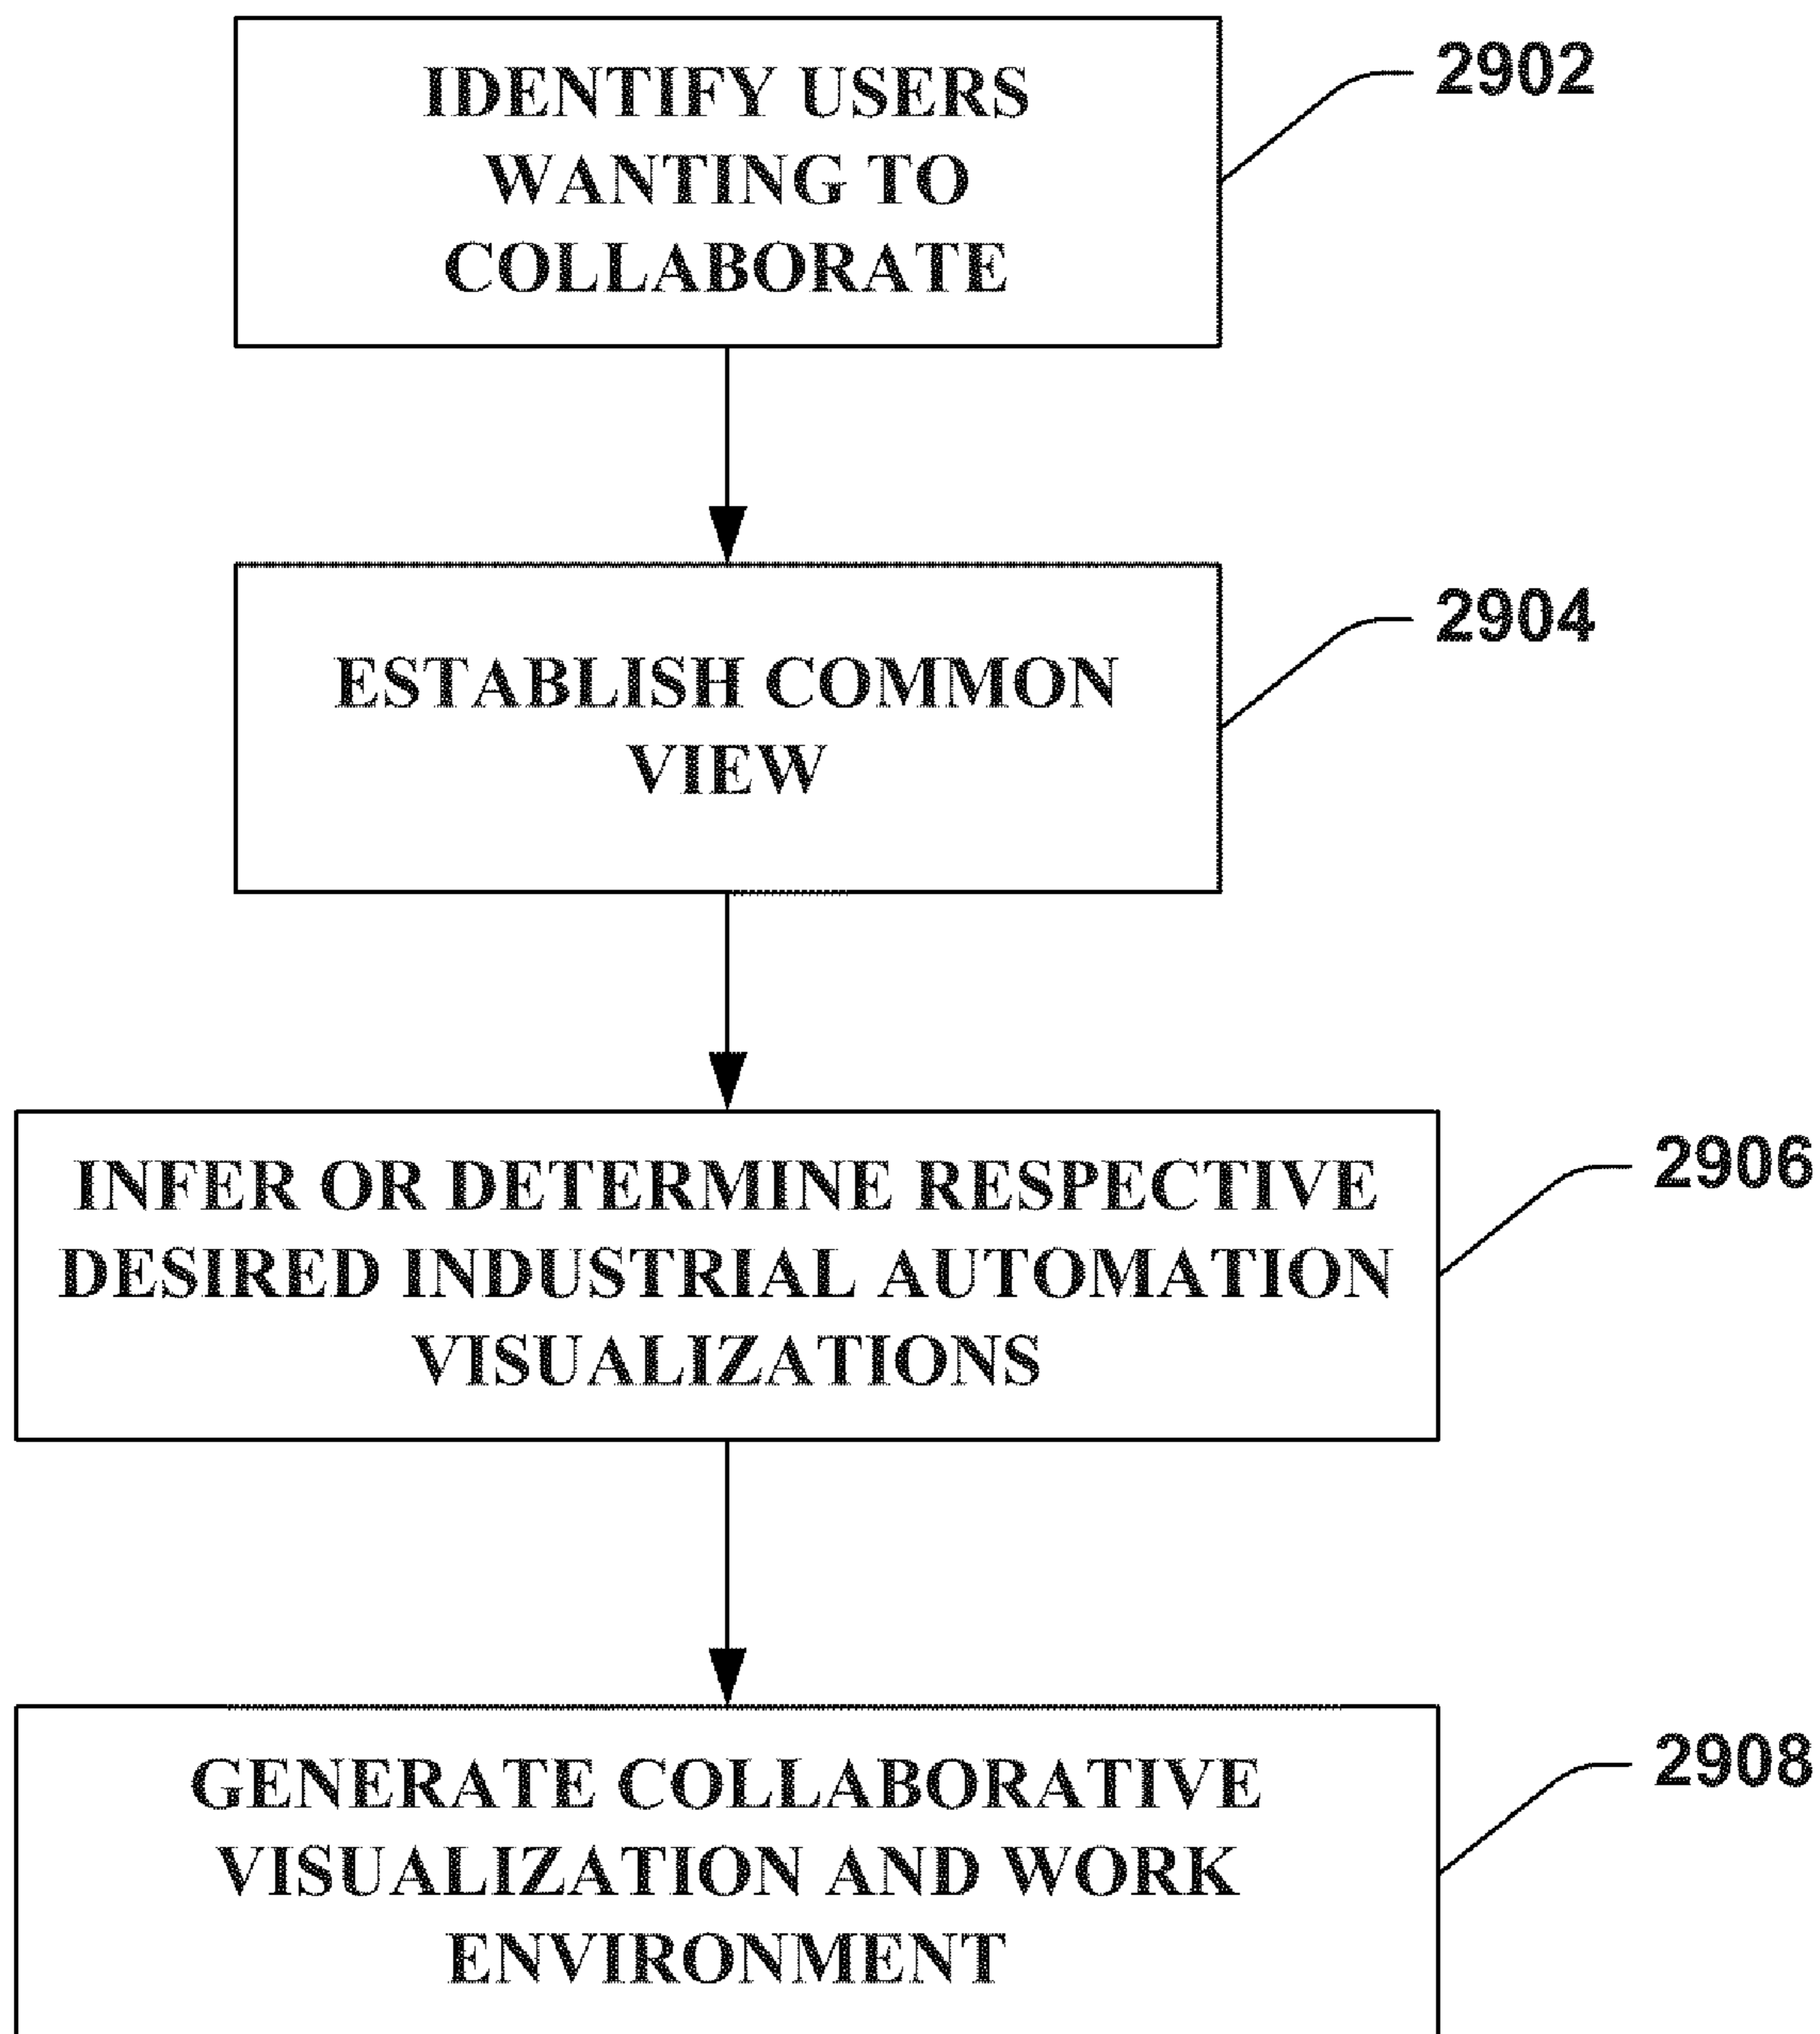 IDENTIFY USERS
WANTING TO
COLLABORATE
2902
ESTABLISH COMMON
VIEW
2904
INFER OR DETERMINE RESPECTIVE
DESIRED INDUSTRIAL AUTOMATION
VISUALIZATIONS
2906
GENERATE COLLABORATIVE
VISUALIZATION AND WORK
ENVIRONMENT
2908